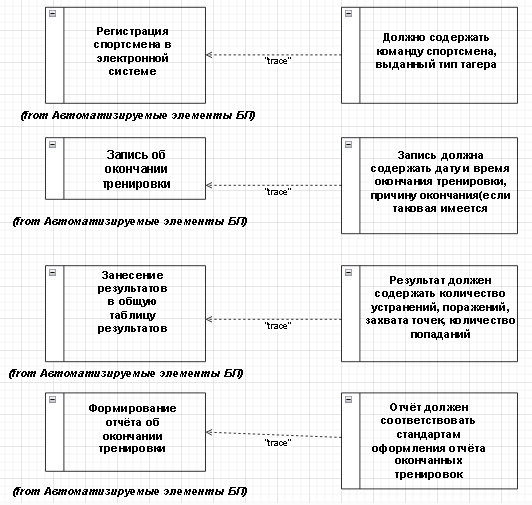 Регистрация
спортсмена в
электронной
системе
"trace"
Должно содержать
команду спортсмена,
выданный тип тагера
(from Автоматизируемые элементы БП)
Запись об
окончании
тренировки
"trace"
Запись должна
содержать дату и время
окончания тренировки,
причину окончания(если
таковая имеется
(from Автоматизируемые элементы БП)
Занесение
результатов
в общую
таблицу
результатов
"trace"
Результат должен
содержать количество
устранений, поражений,
захвата точек, количество
попаданий
(from Автоматизируемые элементы БП)
Формирование
отчёта об
окончании
тренировки
"trace"
Отчёт должен
соответствовать
стандартам
оформления отчёта
окончанных
тренировок
(from Автоматизируемые элементы БП)